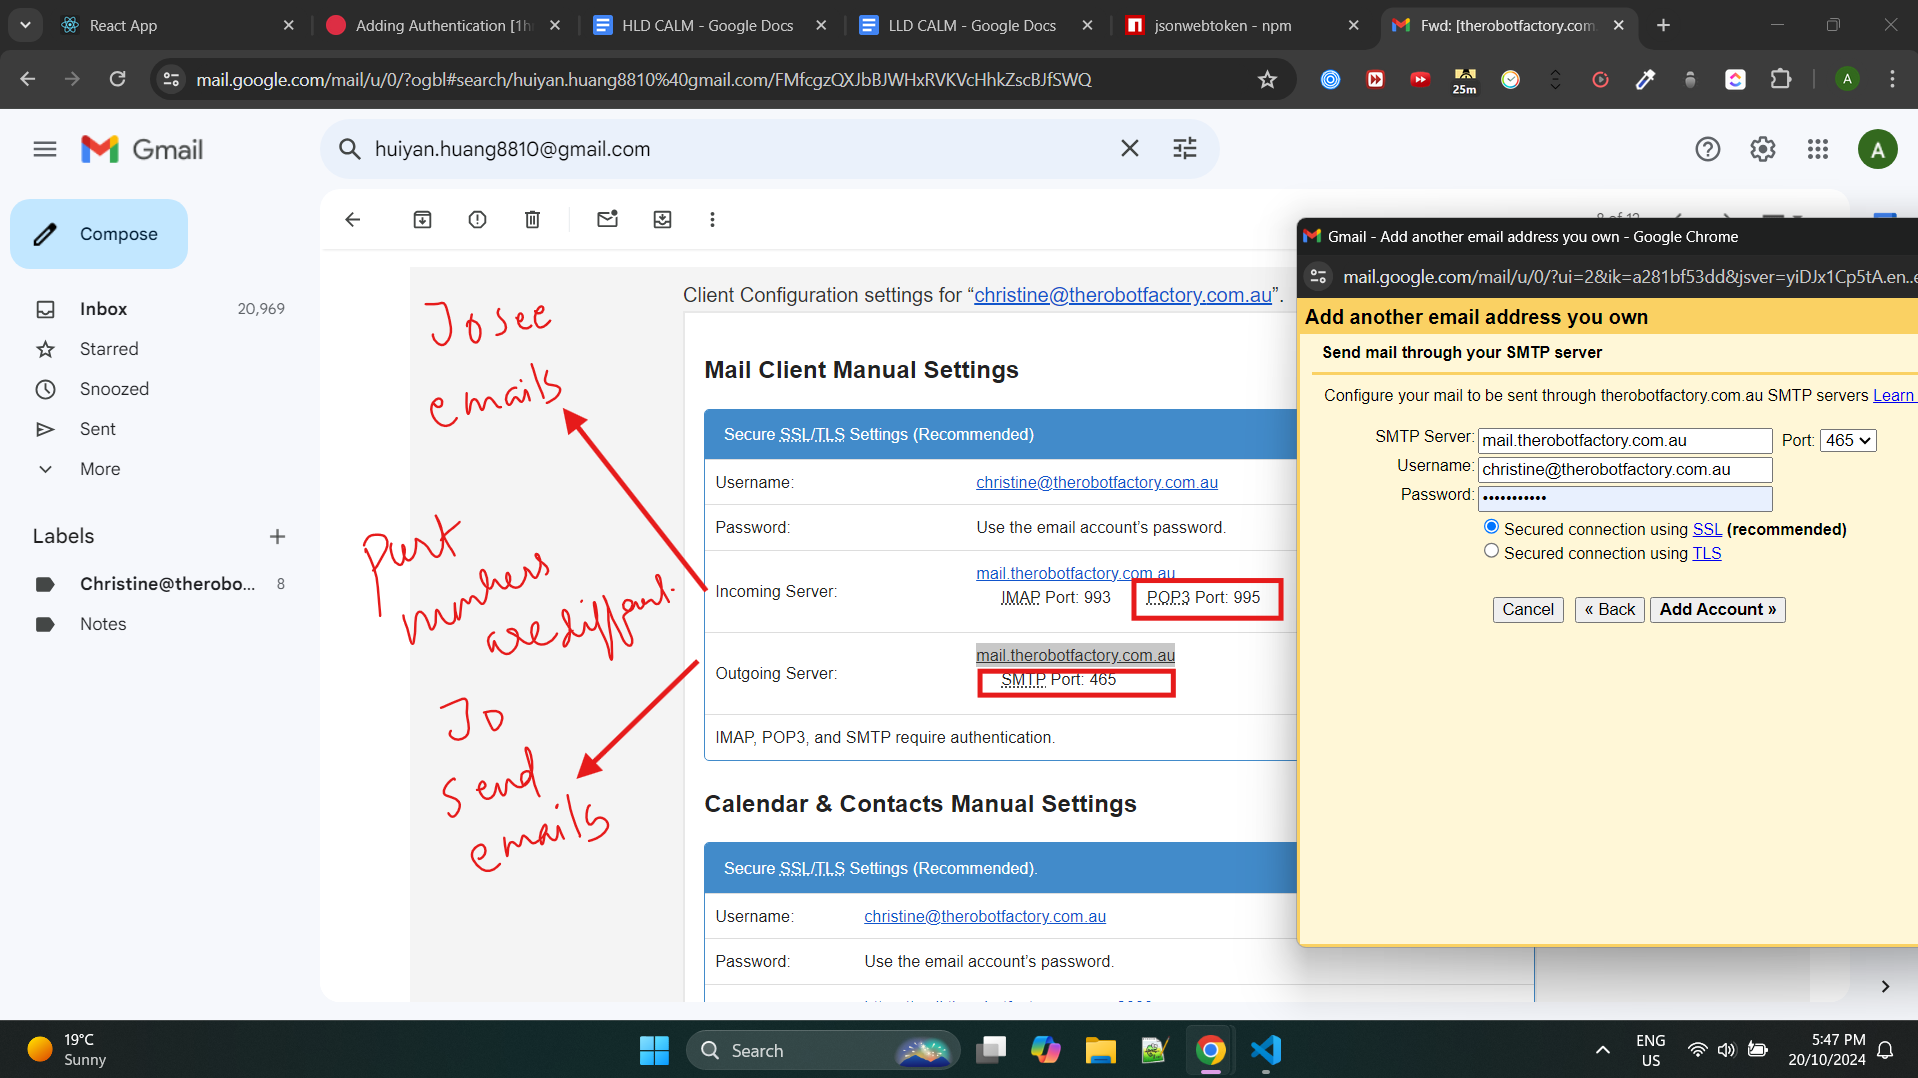 React App
Adding Authentication [1h
HLD CALM - Google Docs
LLD CALM - Google Docs
jsonwebtoken - npm
Fwd: [therobotfactory.com.
mail.google.com/mail/u/0/?ogbl#search/huiyan.huang8810%40gmail.com/FMfcgzQXJbBJWHxRVKVcHhkZscBJfSWQ
25m
A
Gmail
huiyan.huang8810@gmail.com
A
Compose
Inbox 20,969
Starred
Snoozed
Sent
More
Labels
Christine@therobo... 8
Notes
Client Configuration settings for “christine@therobotfactory.com.au”.
Mail Client Manual Settings
Secure SSL/TLS Settings (Recommended)
Username: christine@therobotfactory.com.au
Password: Use the email account’s password.
Incoming Server: mail.therobotfactory.com.au
IMAP Port: 993 POP3 Port: 995
Outgoing Server: mail.therobotfactory.com.au
SMTP Port: 465
IMAP, POP3, and SMTP require authentication.
Calendar & Contacts Manual Settings
Secure SSL/TLS Settings (Recommended).
Username: christine@therobotfactory.com.au
Password: Use the email account’s password.
To see
emails
Port
numbers
are different.
To
send
emails
Gmail - Add another email address you own - Google Chrome
mail.google.com/mail/u/0/?ui=2&ik=a281bf53dd&jsver=yiDJx1Cp5tA.en..e
Add another email address you own
Send mail through your SMTP server
Configure your mail to be sent through therobotfactory.com.au SMTP servers Learn
SMTP Server: mail.therobotfactory.com.au Port: 465
Username: christine@therobotfactory.com.au
Password: •••••••••••
Secured connection using SSL (recommended)
Secured connection using TLS
Cancel « Back Add Account »
19°C
Sunny
Search
ENG
US
5:47 PM
20/10/2024